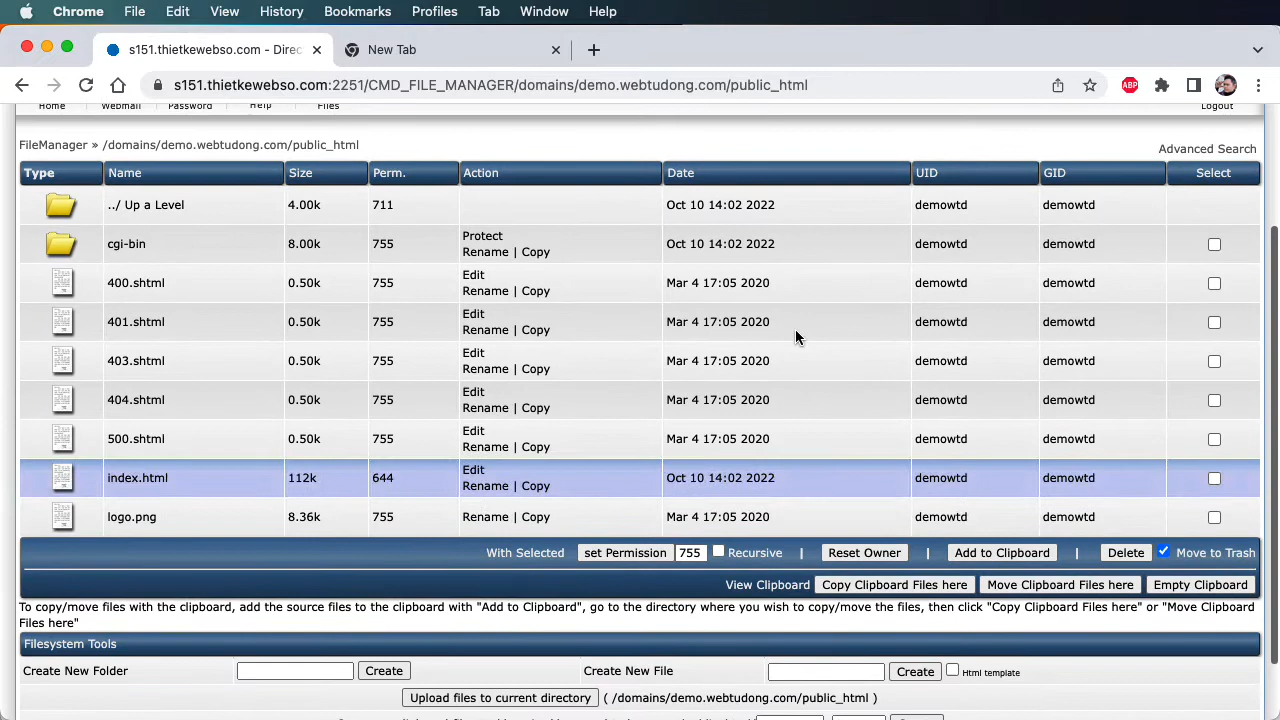 Chrome File Edit View History Bookmarks Profiles Tab Window Help
s151.thietkewebso.com - Direc New Tab
s151.thietkewebso.com:2251/CMD_FILE_MANAGER/domains/demo.webtudong.com/public_html ABP
Home Webmail Password Help Files Logout
FileManager » /domains/demo.webtudong.com/public_html
Advanced Search
Type Name Size Perm. Action Date UID GID Select
../ Up a Level 4.00k 711 Oct 10 14:02 2022 demowtd demowtd
cgi-bin 8.00k 755 Protect Oct 10 14:02 2022 demowtd demowtd
Rename | Copy
400.shtml 0.50k 755 Edit Mar 4 17:05 2020 demowtd demowtd
Rename | Copy
401.shtml 0.50k 755 Edit Mar 4 17:05 2020 demowtd demowtd
Rename | Copy
403.shtml 0.50k 755 Edit Mar 4 17:05 2020 demowtd demowtd
Rename | Copy
404.shtml 0.50k 755 Edit Mar 4 17:05 2020 demowtd demowtd
Rename | Copy
500.shtml 0.50k 755 Edit Mar 4 17:05 2020 demowtd demowtd
Rename | Copy
index.html 112k 644 Edit Oct 10 14:02 2022 demowtd demowtd
Rename | Copy
logo.png 8.36k 755 Rename | Copy Mar 4 17:05 2020 demowtd demowtd
With Selected set Permission 755 Recursive | Reset Owner | Add to Clipboard | Delete Move to Trash
View Clipboard Copy Clipboard Files here Move Clipboard Files here Empty Clipboard
To copy/move files with the clipboard, add the source files to the clipboard with "Add to Clipboard", go to the directory where you wish to copy/move the files, then click "Copy Clipboard Files here" or "Move Clipboard
Files here"
Filesystem Tools
Create New Folder Create Create New File Create Html template
Upload files to current directory ( /domains/demo.webtudong.com/public_html )